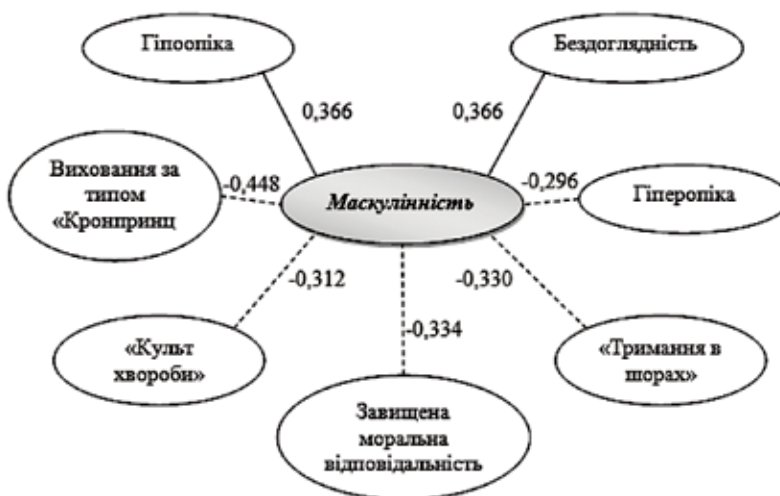 Гіпоопіка
Бездоглядність
0,366
0,366
Виховання за
типом
«Кронпринц
-0,448
Маскулінність
-0,296
Гіперопіка
-0,312
-0,330
-0,334
«Культ
хвороби»
«Тримання в
шорах»
Завищена
моральна
відповідальність